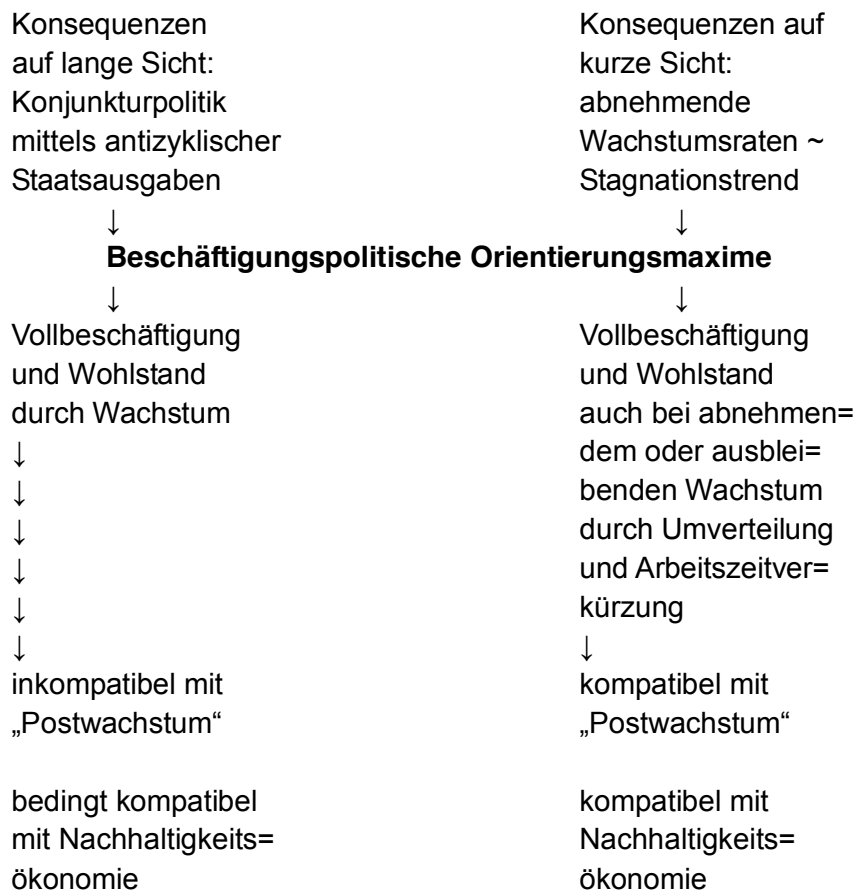 Konsequenzen
auf lange Sicht:
Konjunkturpolitik
mittels antizyklischer
Staatsausgaben
↓
Konsequenzen auf
kurze Sicht:
abnehmende
Wachstumsraten ~
Stagnationstrend
↓
Beschäftigungspolitische Orientierungsmaxime
↓
Vollbeschäftigung
und Wohlstand
durch Wachstum
↓
↓
↓
↓
↓
↓
inkompatibel mit
„Postwachstum“
bedingt kompatibel
mit Nachhaltigkeits=
ökonomie
↓
Vollbeschäftigung
und Wohlstand
auch bei abnehmen=
dem oder ausblei=
benden Wachstum
durch Umverteilung
und Arbeitszeitver=
kürzung
↓
kompatibel mit
„Postwachstum“
kompatibel mit
Nachhaltigkeits=
ökonomie